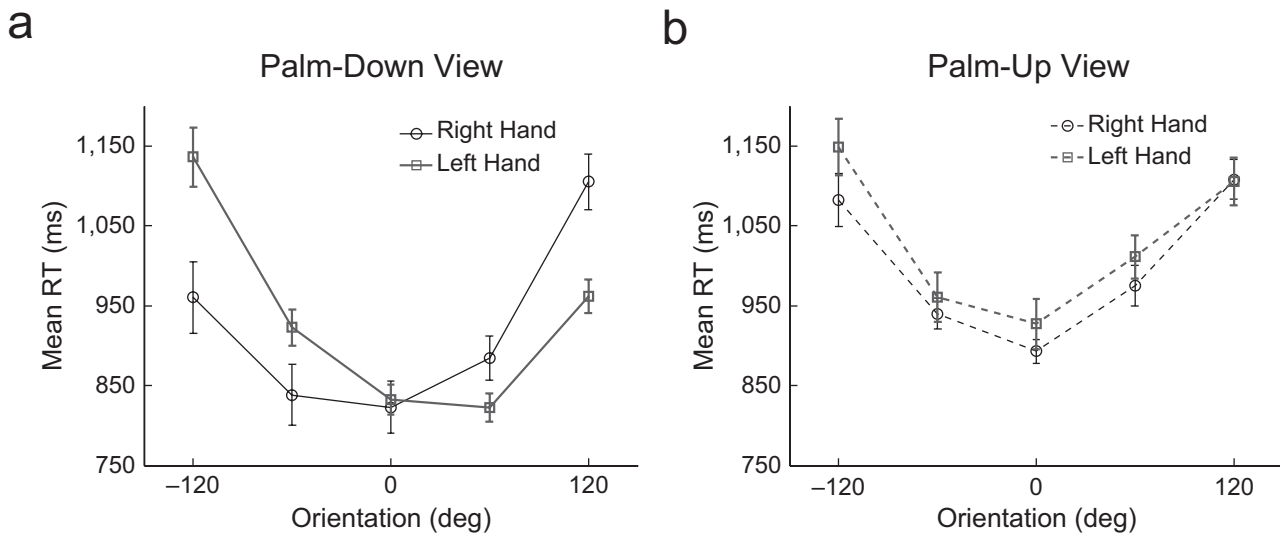 a
Palm-Down View
Right Hand
Left Hand
1,150
1,050
950
850
750
Mean RT (ms)
–120
0
120
Orientation (deg)
b
Palm-Up View
Right Hand
Left Hand
1,150
1,050
950
850
750
Mean RT (ms)
–120
0
120
Orientation (deg)